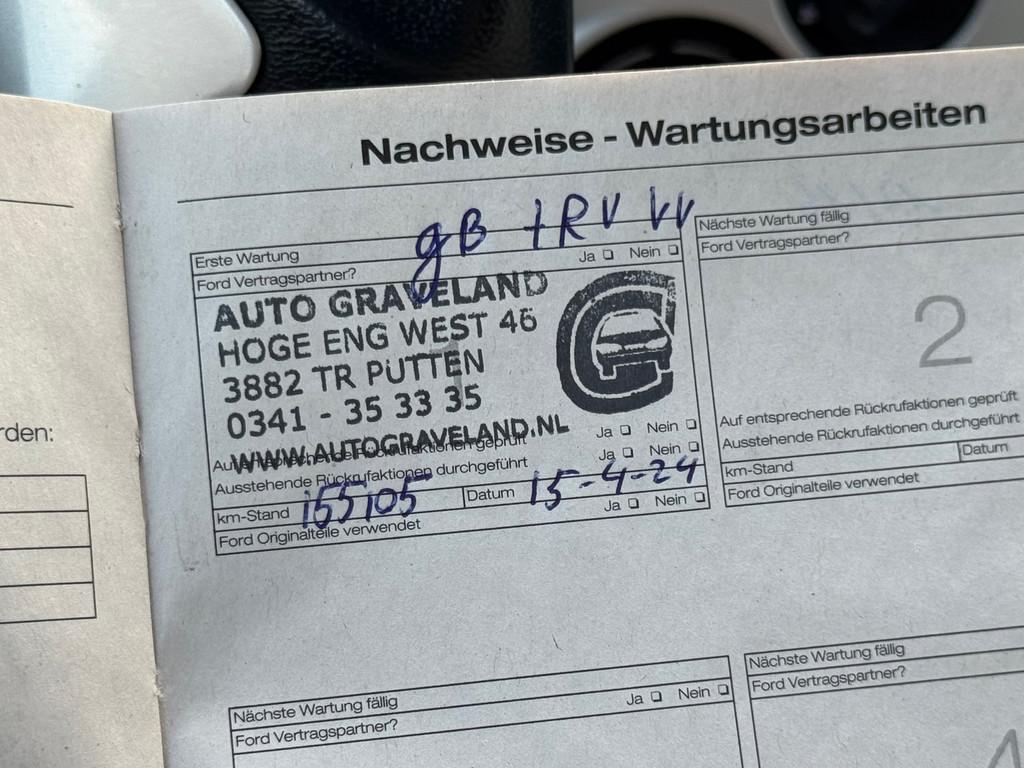 Nachweise - Wartungsarbeiten
gB + RV VV
Erste Wartung
Ja Nein
Ford Vertragspartner?
AUTO GRAVELAND
HOGE ENG WEST 46
3882 TR PUTTEN
0341 - 35 33 35
WWW.AUTOGRAVELAND.NL
1
Auf entsprechende Rückrufaktionen geprüft Ja Nein
Ausstehende Rückrufaktionen durchgeführt Ja Nein
km-Stand 155105 Datum 15-4-24
Ford Originalteile verwendet Ja Nein
Nächste Wartung fällig
Ford Vertragspartner?
2
Auf entsprechende Rückrufaktionen geprüft
Ausstehende Rückrufaktionen durchgeführt
km-Stand Datum
Ford Originalteile verwendet
rden:
Nächste Wartung fällig
Ford Vertragspartner? Ja Nein
Nächste Wartung fällig
Ford Vertragspartner?
4